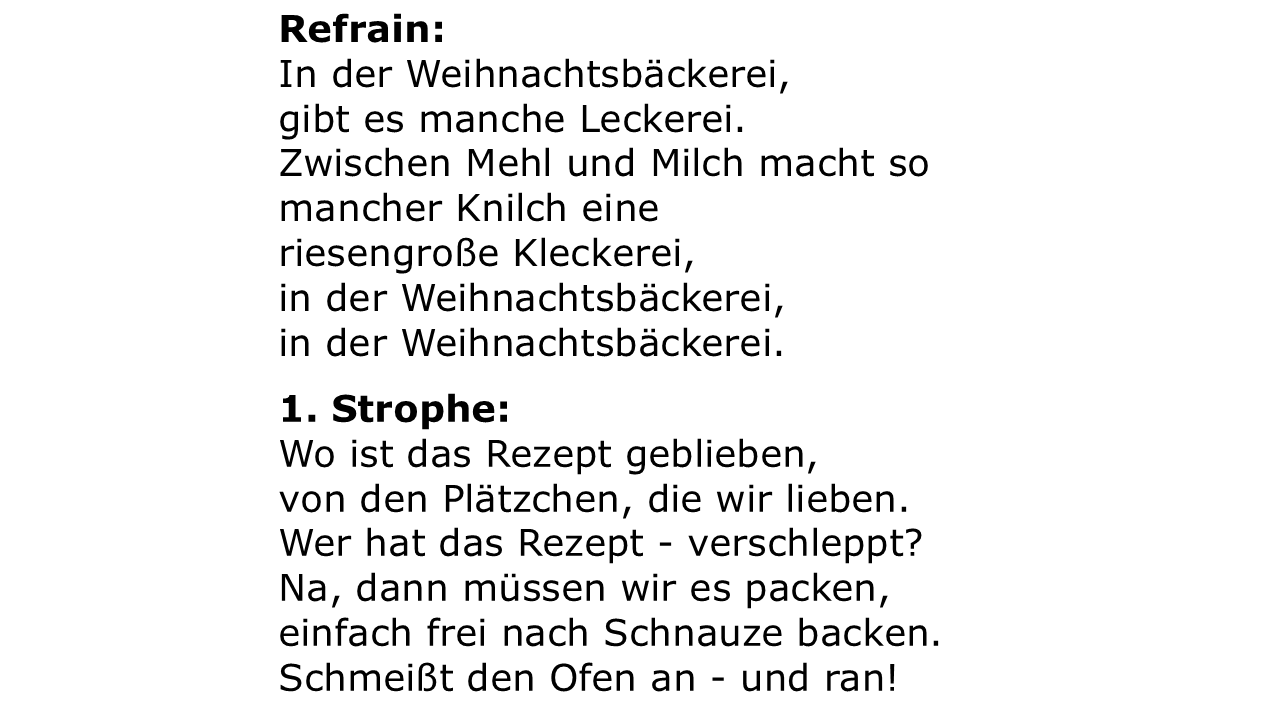 Refrain:
In der Weihnachtsbäckerei,
gibt es manche Leckerei.
Zwischen Mehl und Milch macht so
mancher Knilch eine
riesengroße Kleckerei,
in der Weihnachtsbäckerei,
in der Weihnachtsbäckerei.
1. Strophe:
Wo ist das Rezept geblieben,
von den Plätzchen, die wir lieben.
Wer hat das Rezept - verschleppt?
Na, dann müssen wir es packen,
einfach frei nach Schnauze backen.
Schmeißt den Ofen an - und ran!